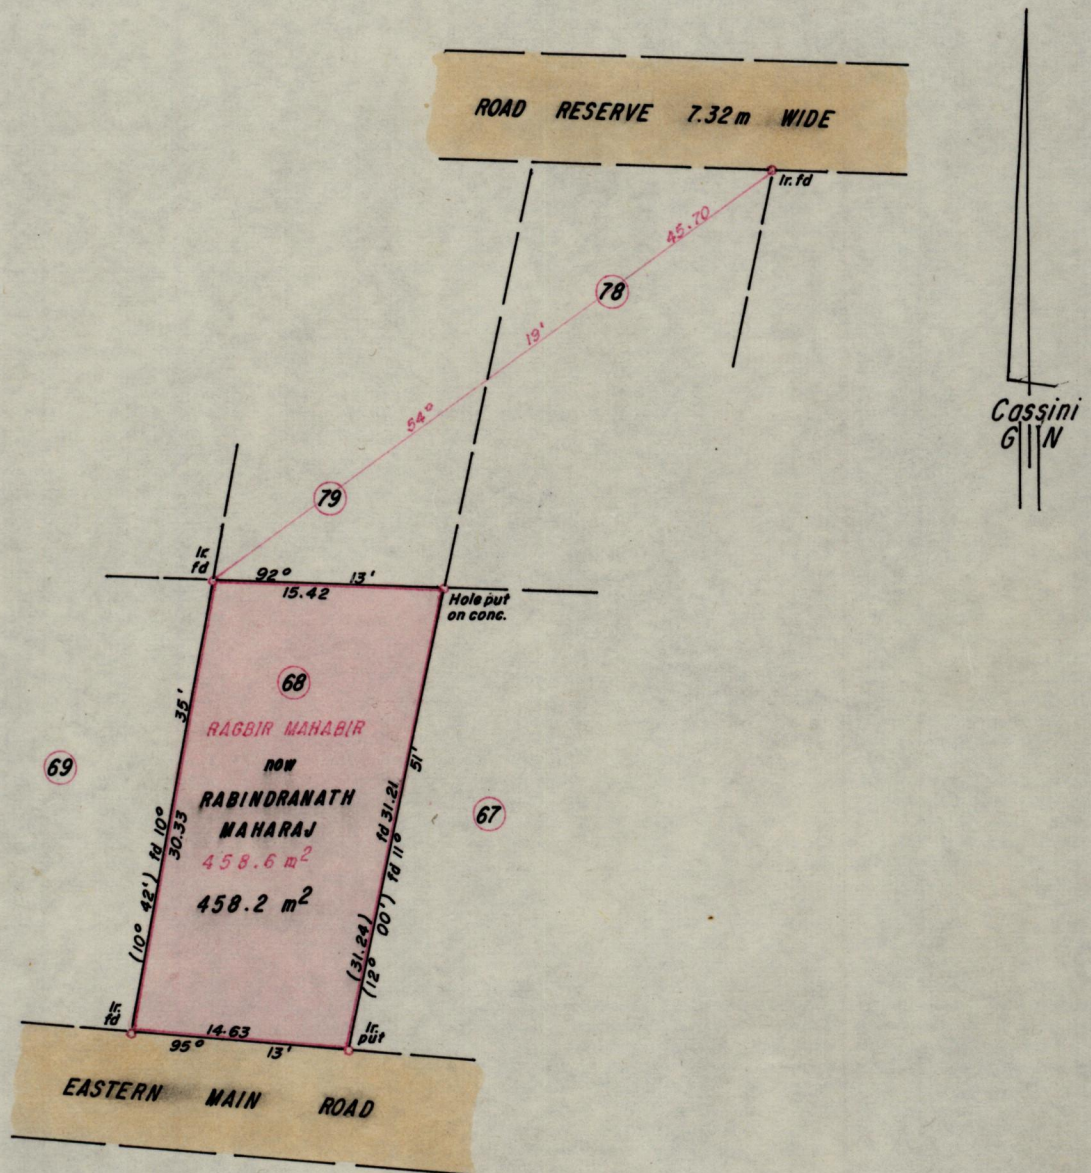 ROAD RESERVE 7.32m WIDE
Ir. fd
45.70
78
19'
54°
79
Cassini
G N
Ir.
fd
92° 13'
15.42
Hole put
on conc.
68
RAGBIR MAHABIR
now
RABINDRANATH
MAHARAJ
458.6 m²
458.2 m²
69
67
(10° 42') fd 10° 35'
30.33
(31.24) fd 31.21
(12° 00') fd 11° 51'
Ir.
fd
14.63
95° 13'
Ir.
put
EASTERN MAIN ROAD